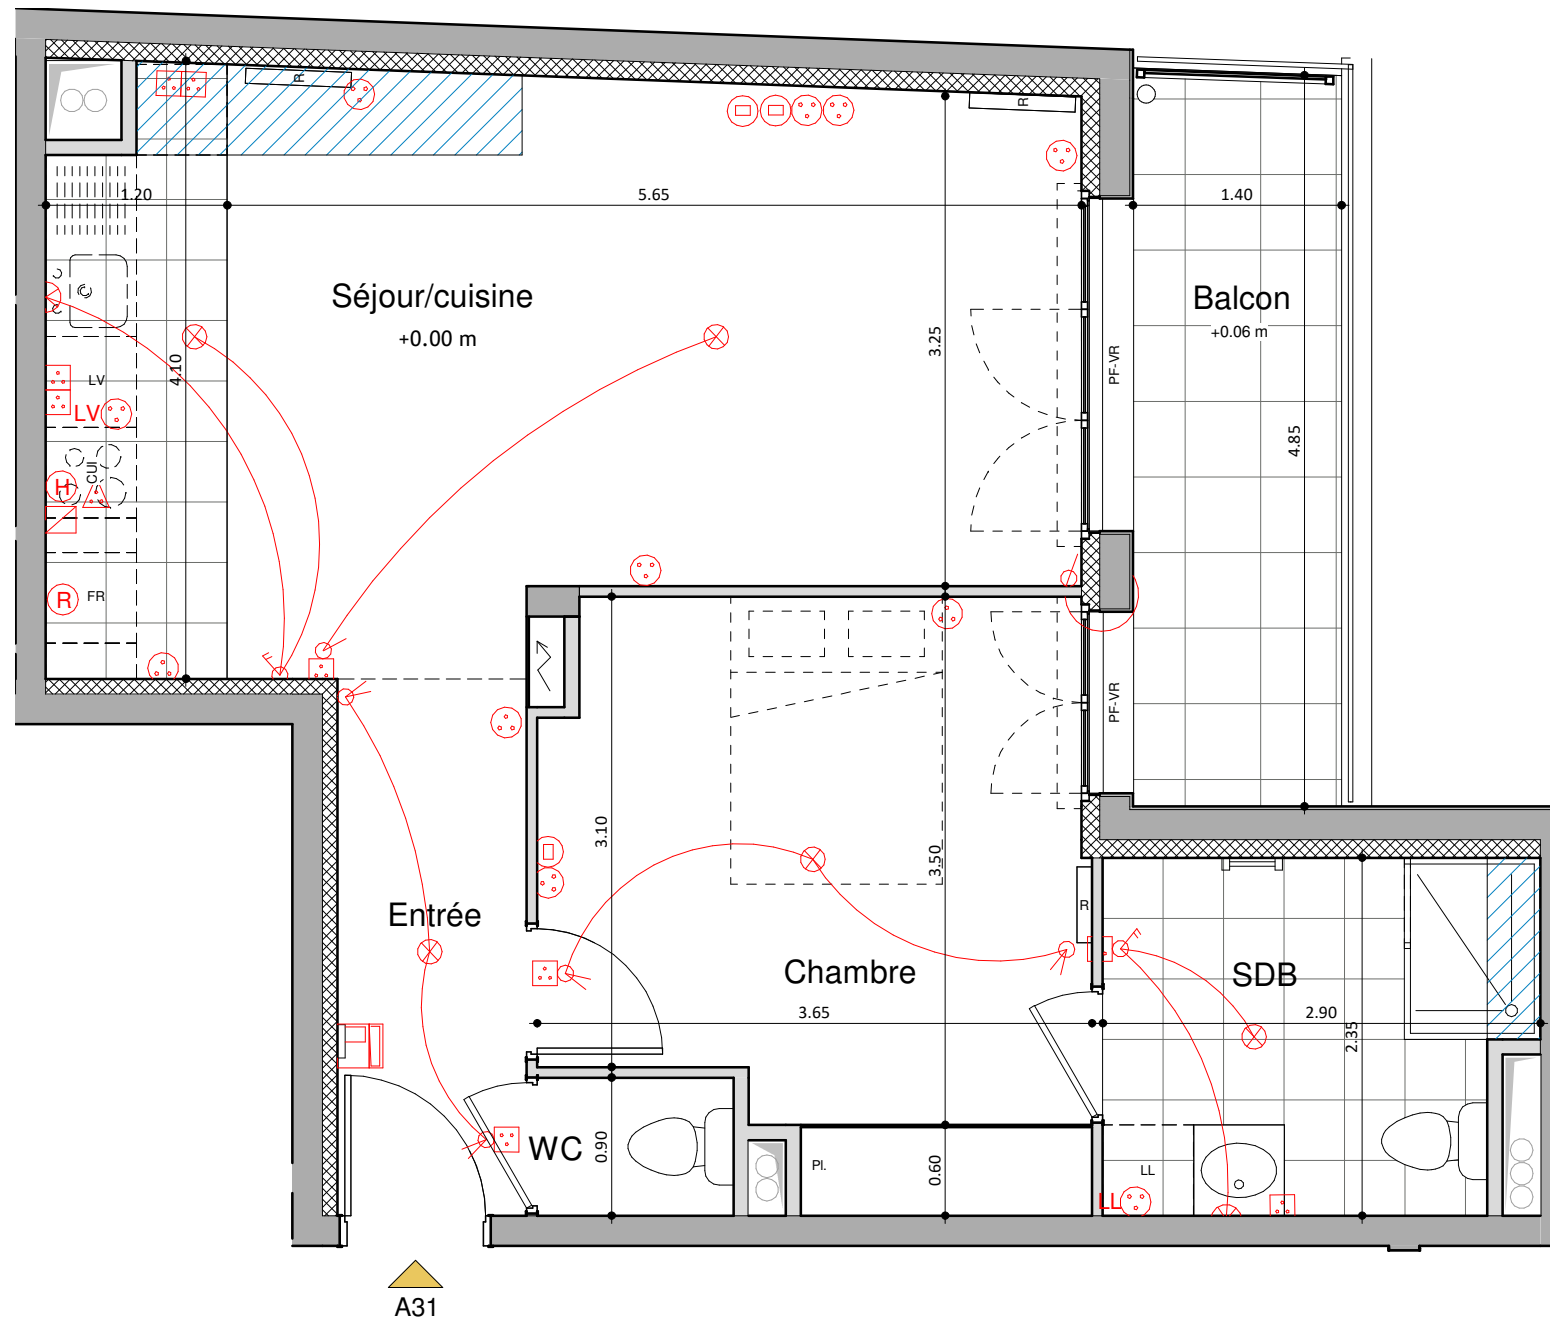 R
R
1.20
5.65
1.40
Séjour/cuisine
+0.00 m
Balcon
+0.06 m
4.10
3.25
PF-VR
4.85
LV
LV
CUI
H
R
FR
PF-VR
3.10
3.50
Entrée
R
Chambre
SDB
3.65
2.90
2.35
WC
0.90
Pl.
0.60
LL
LL
A31